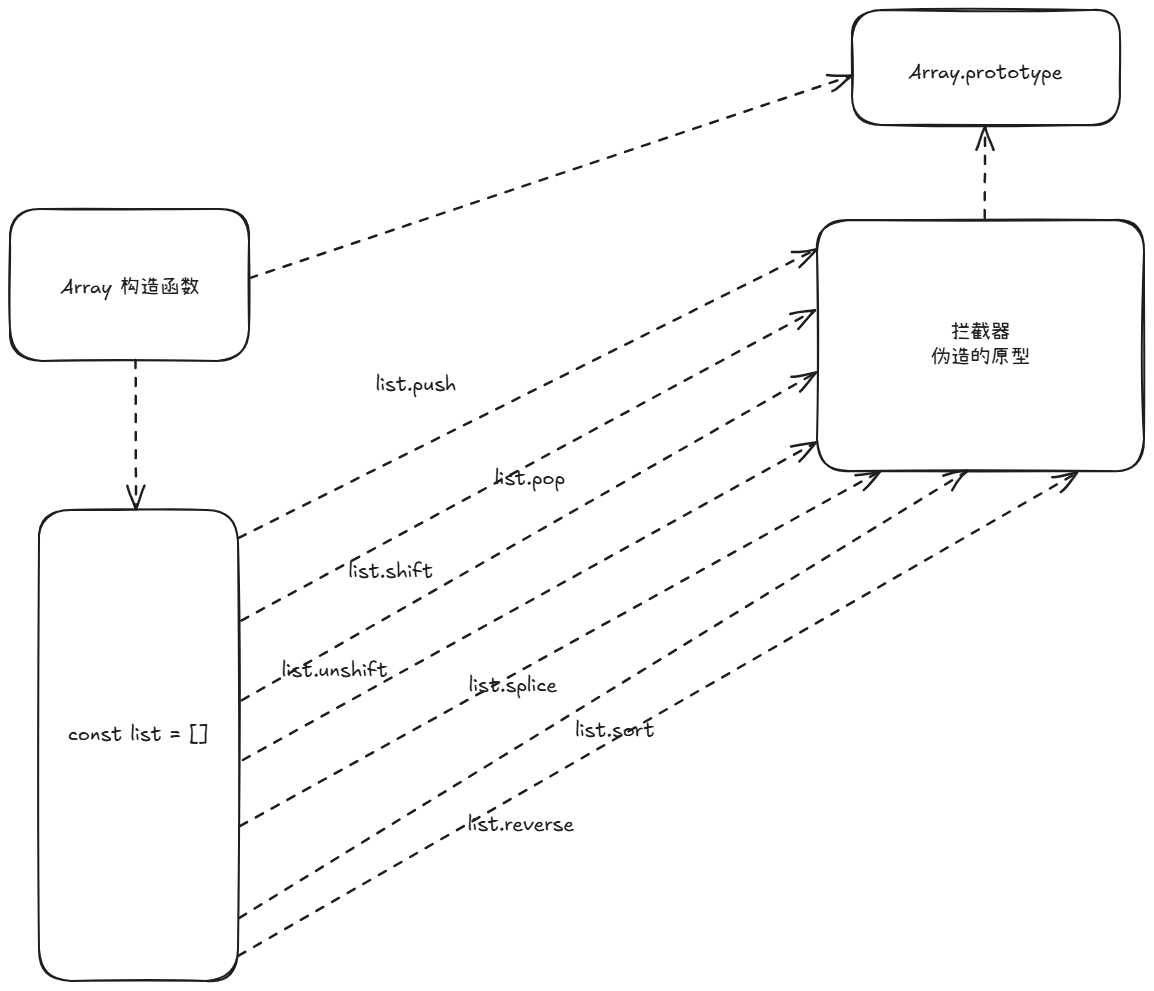 Array.prototype
Array 构造函数
拦截器
伪造的原型
list.push
list.pop
list.shift
list.unshift
list.splice
list.sort
const list = []
list.reverse